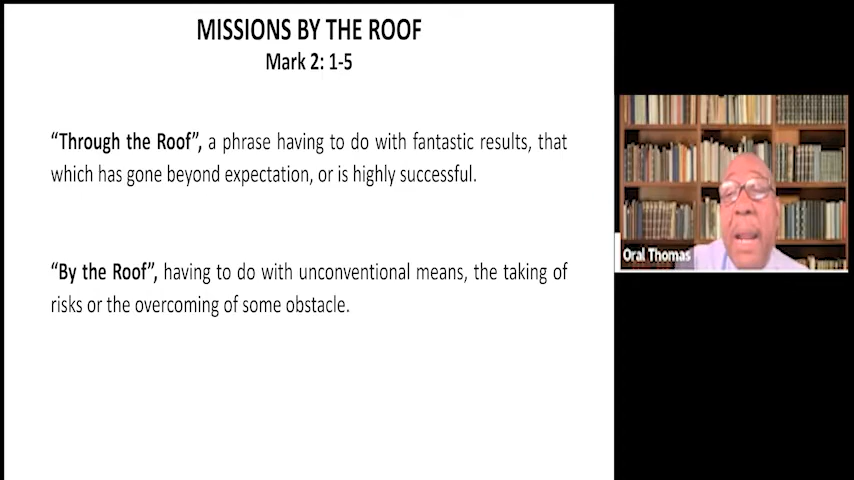 MISSIONS BY THE ROOF
Mark 2: 1-5
“Through the Roof”, a phrase having to do with fantastic results, that
which has gone beyond expectation, or is highly successful.
“By the Roof”, having to do with unconventional means, the taking of
risks or the overcoming of some obstacle.
Oral Thomas